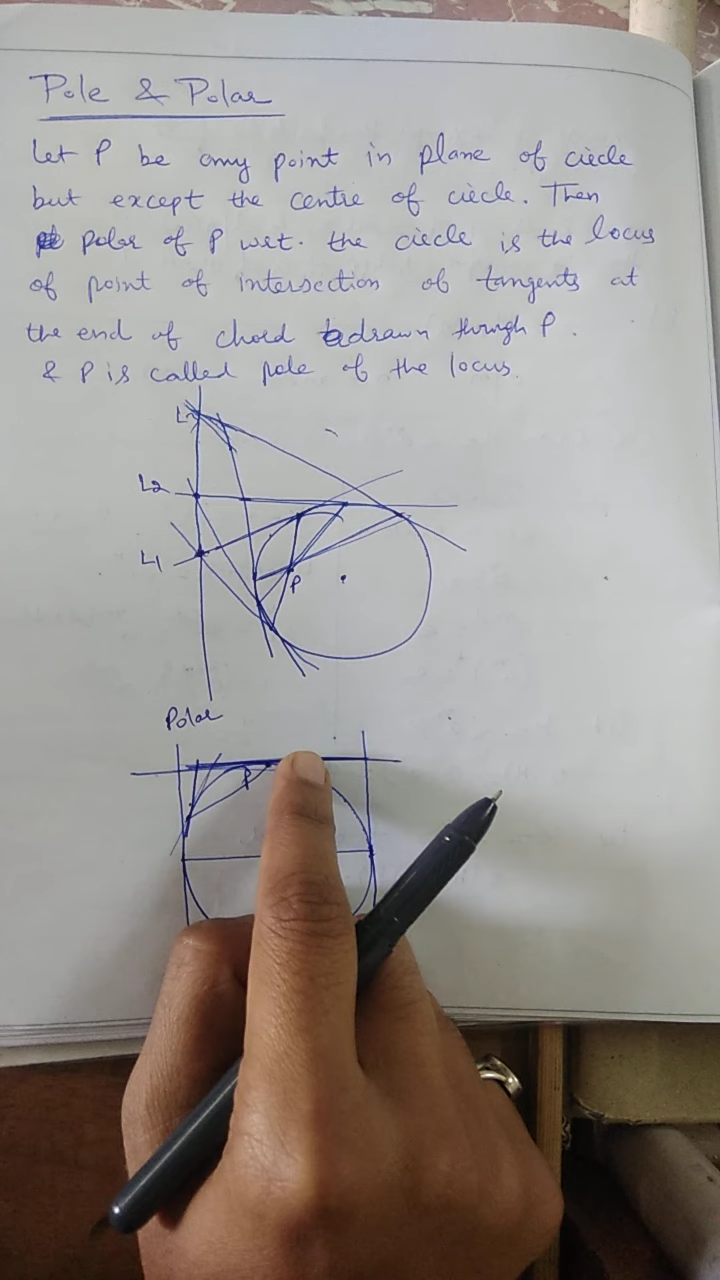 Pole & Polar
Let P be any point in plane of circle
but except the centre of circle. Then
polar of P wrt. the circle is the locus
of point of intersection of tangents at
the end of chord drawn through P.
& P is called pole of the locus.
L2
L1
P
Polar
P